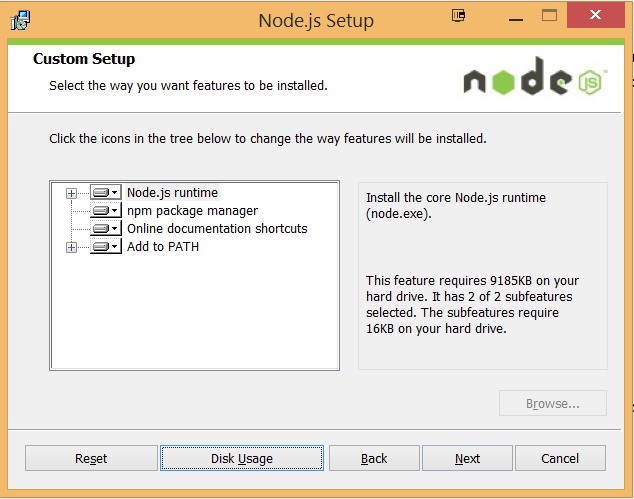 Node.js Setup
Custom Setup
Select the way you want features to be installed.
node
JS
Click the icons in the tree below to change the way features will be installed.
Node.js runtime
npm package manager
Online documentation shortcuts
Add to PATH
Install the core Node.js runtime
(node.exe).
This feature requires 9185KB on your
hard drive. It has 2 of 2 subfeatures
selected. The subfeatures require
16KB on your hard drive.
Browse...
Reset
Disk Usage
Back
Next
Cancel